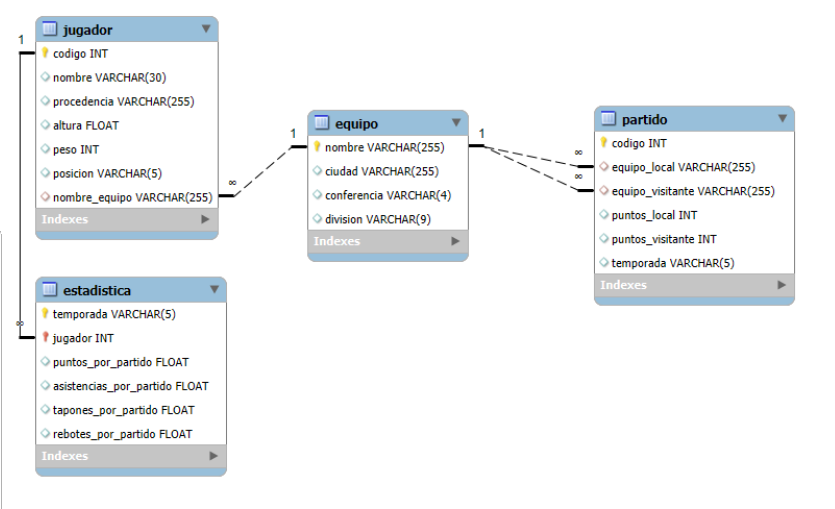 1
jugador
codigo INT
nombre VARCHAR(30)
procedencia VARCHAR(255)
altura FLOAT
peso INT
posicion VARCHAR(5)
nombre_equipo VARCHAR(255)
Indexes
∞
1
equipo
1
nombre VARCHAR(255)
ciudad VARCHAR(255)
conferencia VARCHAR(4)
division VARCHAR(9)
Indexes
∞
∞
partido
codigo INT
equipo_local VARCHAR(255)
equipo_visitante VARCHAR(255)
puntos_local INT
puntos_visitante INT
temporada VARCHAR(5)
Indexes
∞
estadistica
temporada VARCHAR(5)
jugador INT
puntos_por_partido FLOAT
asistencias_por_partido FLOAT
tapones_por_partido FLOAT
rebotes_por_partido FLOAT
Indexes